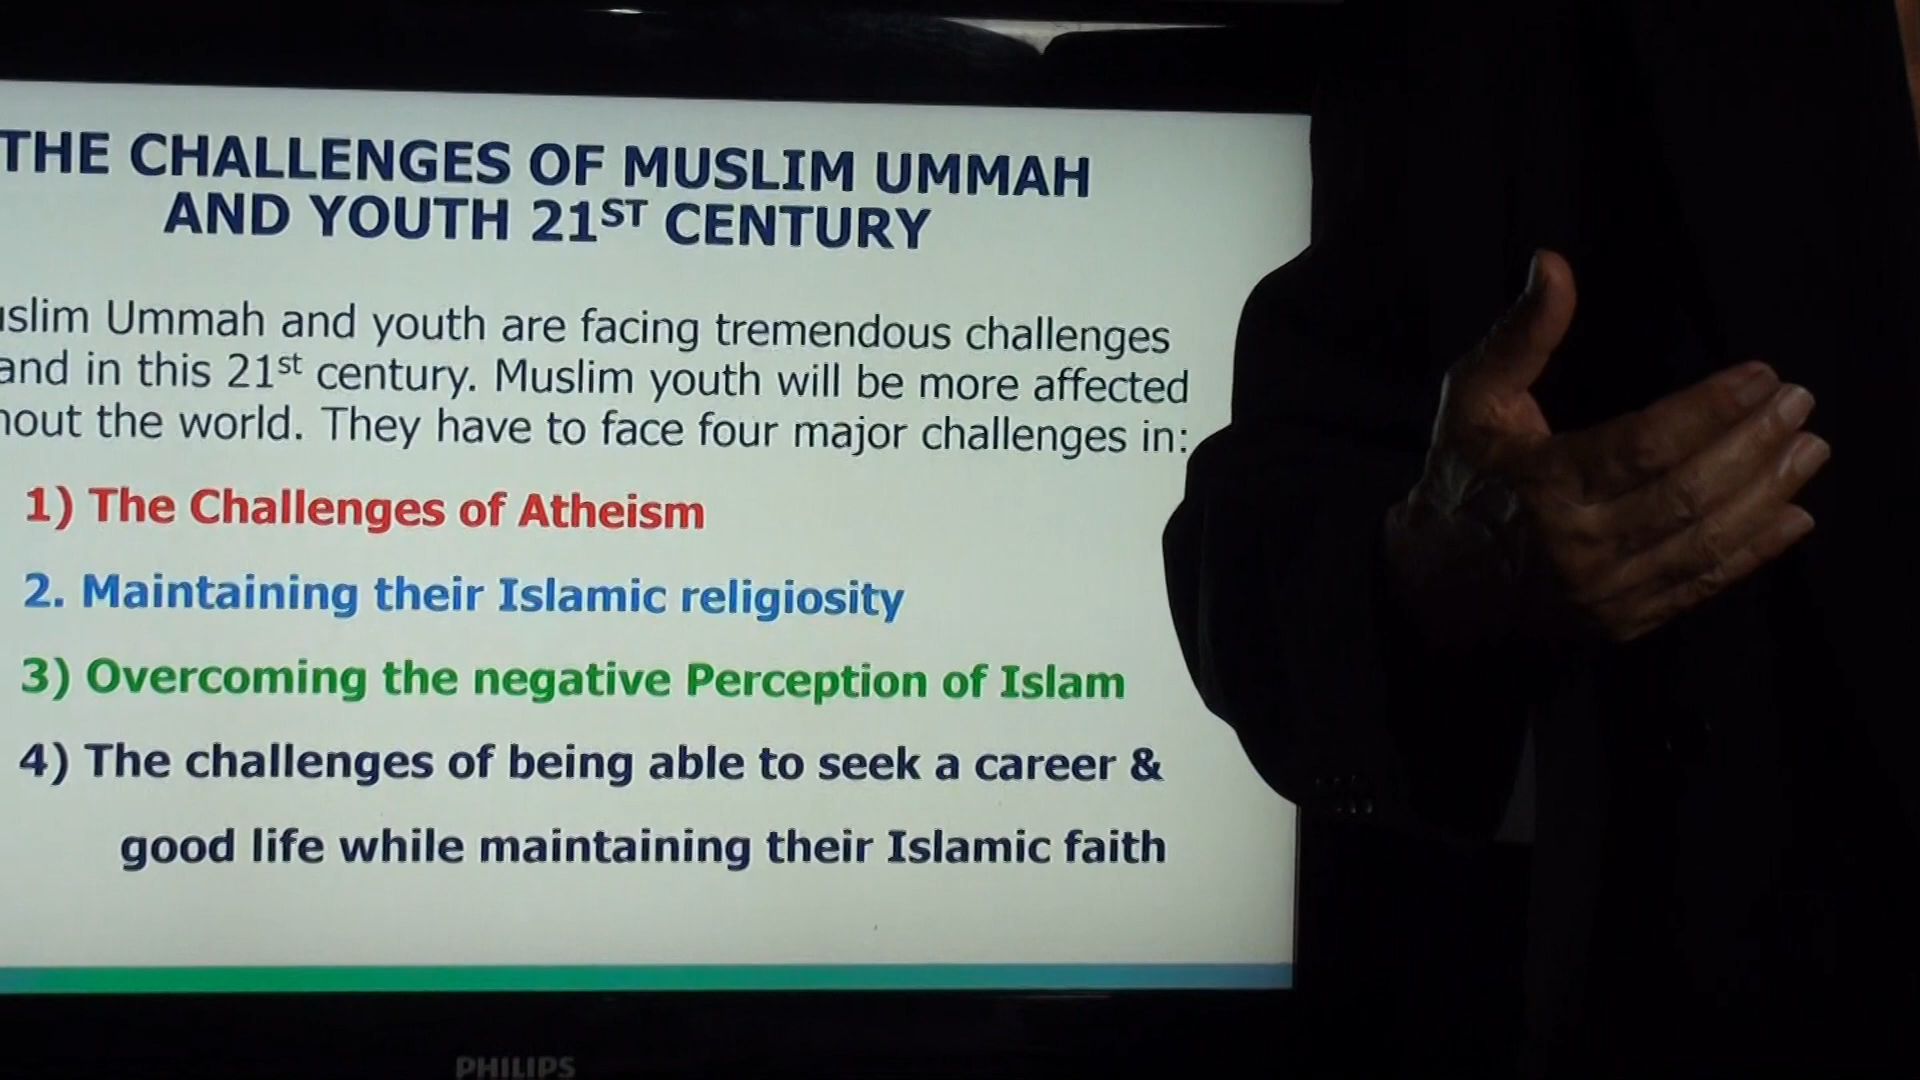 THE CHALLENGES OF MUSLIM UMMAH
AND YOUTH 21ST CENTURY
Ummah and youth are facing tremendous challenges
and in this 21st century. Muslim youth will be more affected
the world. They have to face four major challenges in:
1) The Challenges of Atheism
2. Maintaining their Islamic religiosity
3) Overcoming the negative Perception of Islam
4) The challenges of being able to seek a career &
good life while maintaining their Islamic faith
PHILIPS